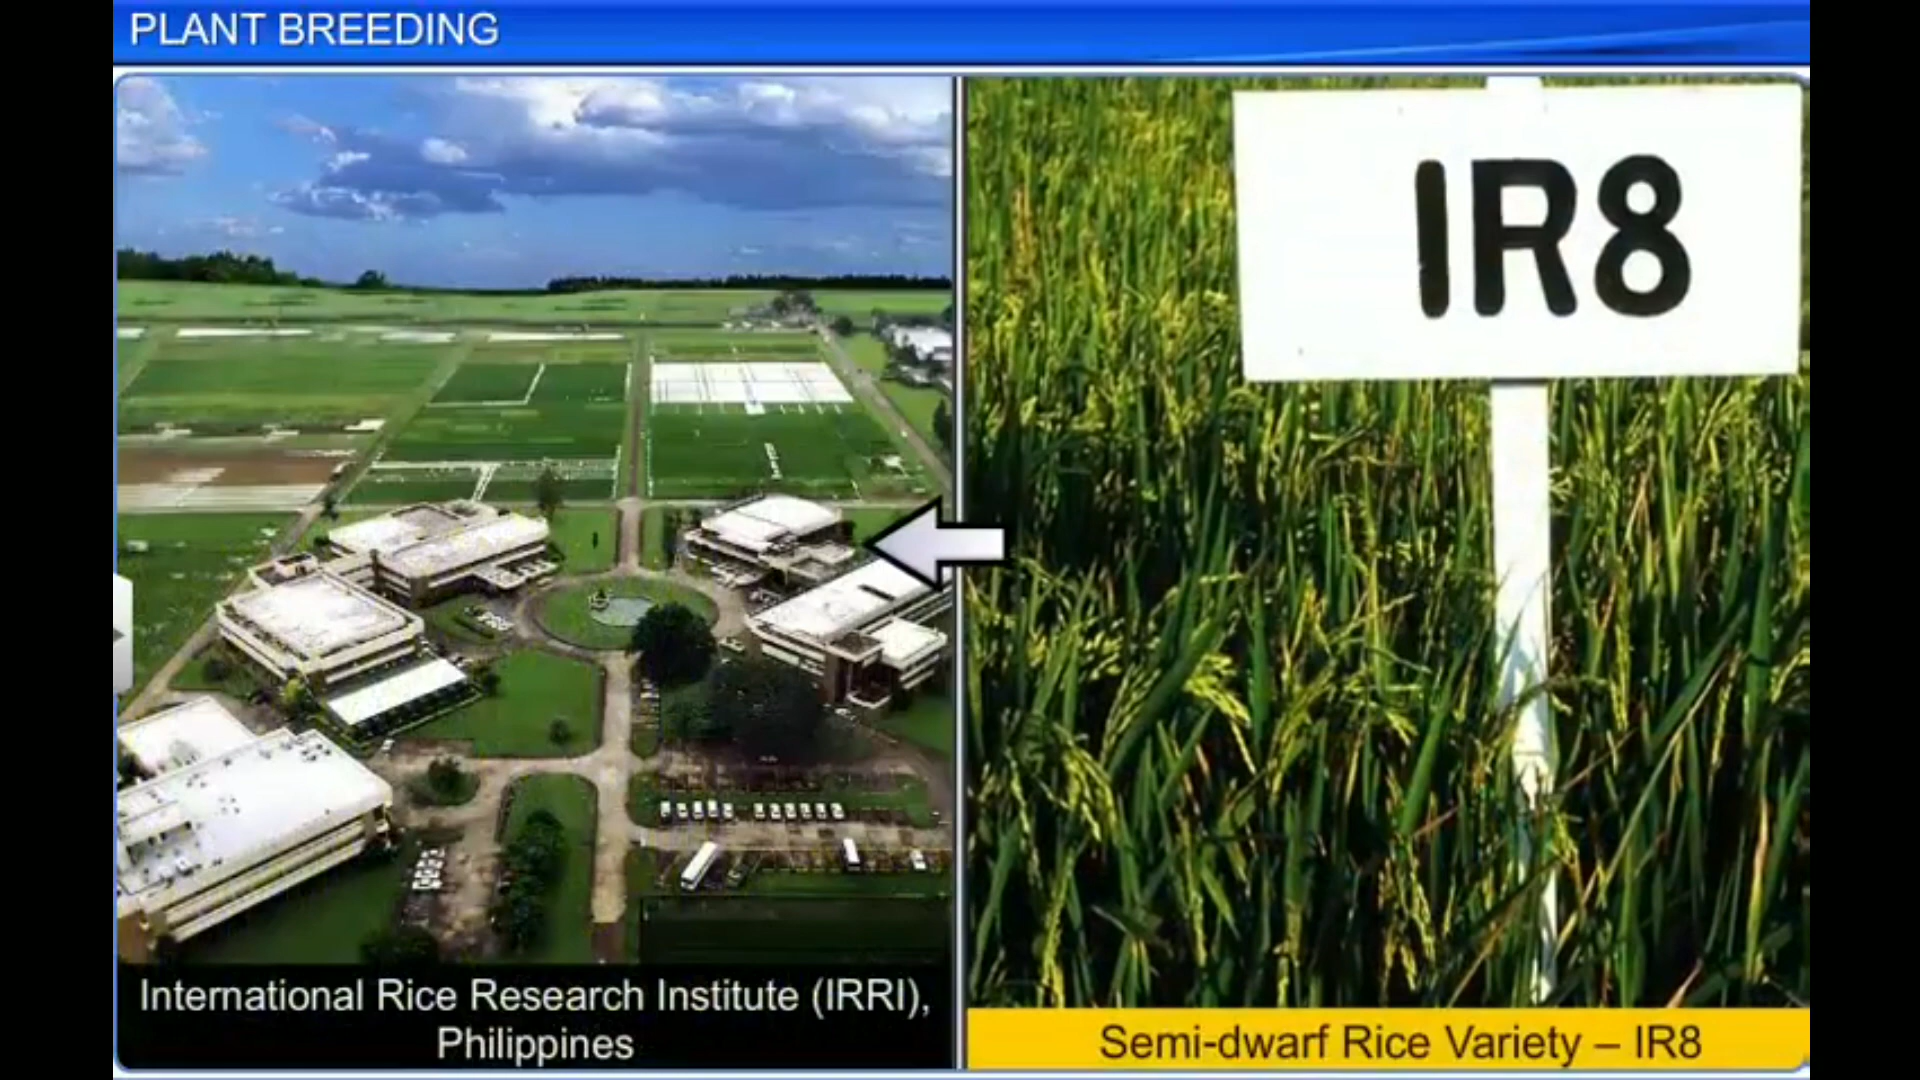 PLANT BREEDING
IR8
International Rice Research Institute (IRRI),
Philippines
Semi-dwarf Rice Variety – IR8